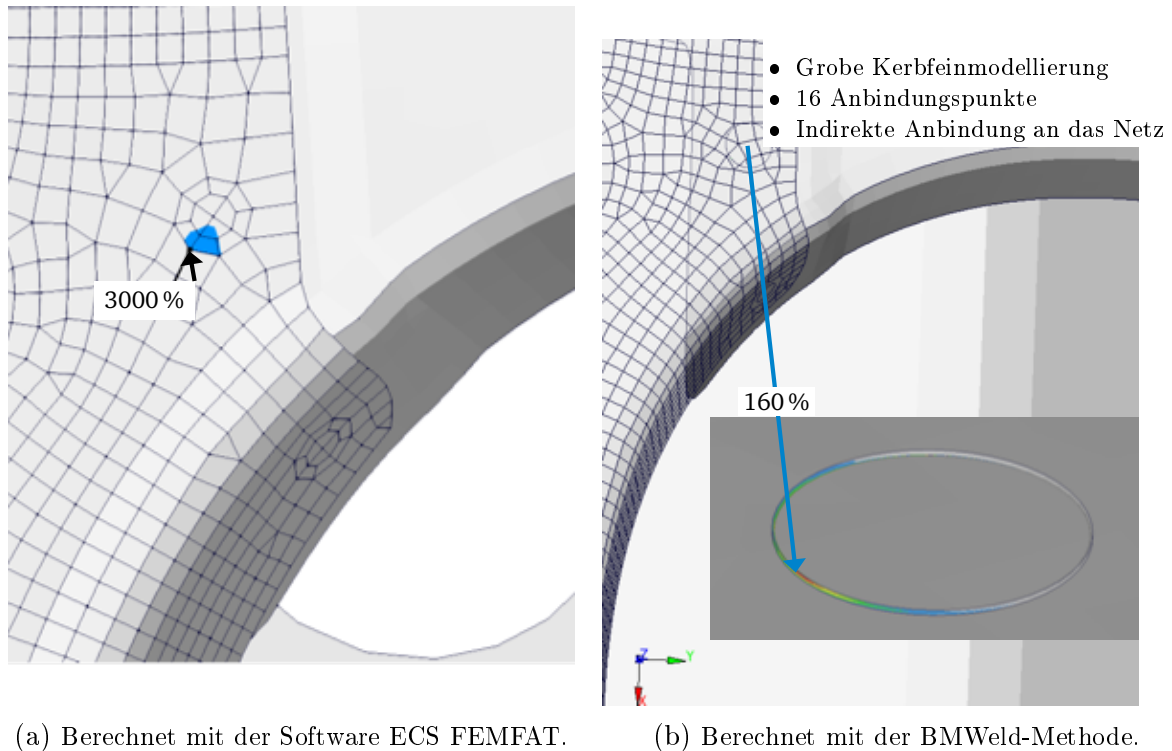 3000 %
• Grobe Kerbfeinmodellierung
• 16 Anbindungspunkte
• Indirekte Anbindung an das Netz
160 %
Z
Y
X
(a) Berechnet mit der Software ECS FEMFAT.
(b) Berechnet mit der BMWeld-Methode.